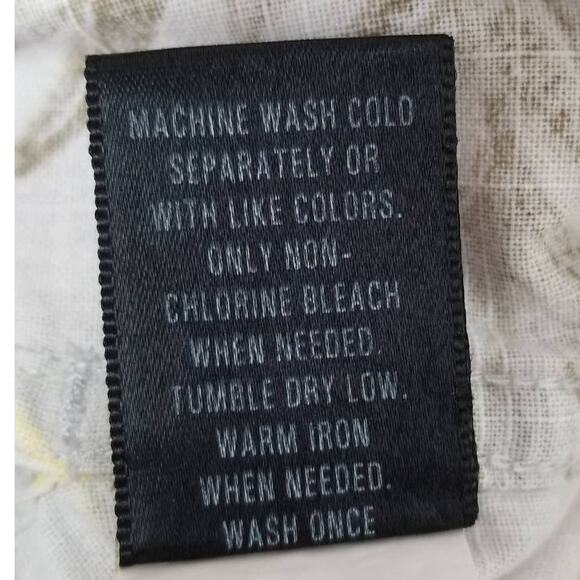 MACHINE WASH COLD
SEPARATELY OR
WITH LIKE COLORS.
ONLY NON-
CHLORINE BLEACH
WHEN NEEDED.
TUMBLE DRY LOW.
WARM IRON
WHEN NEEDED.
WASH ONCE